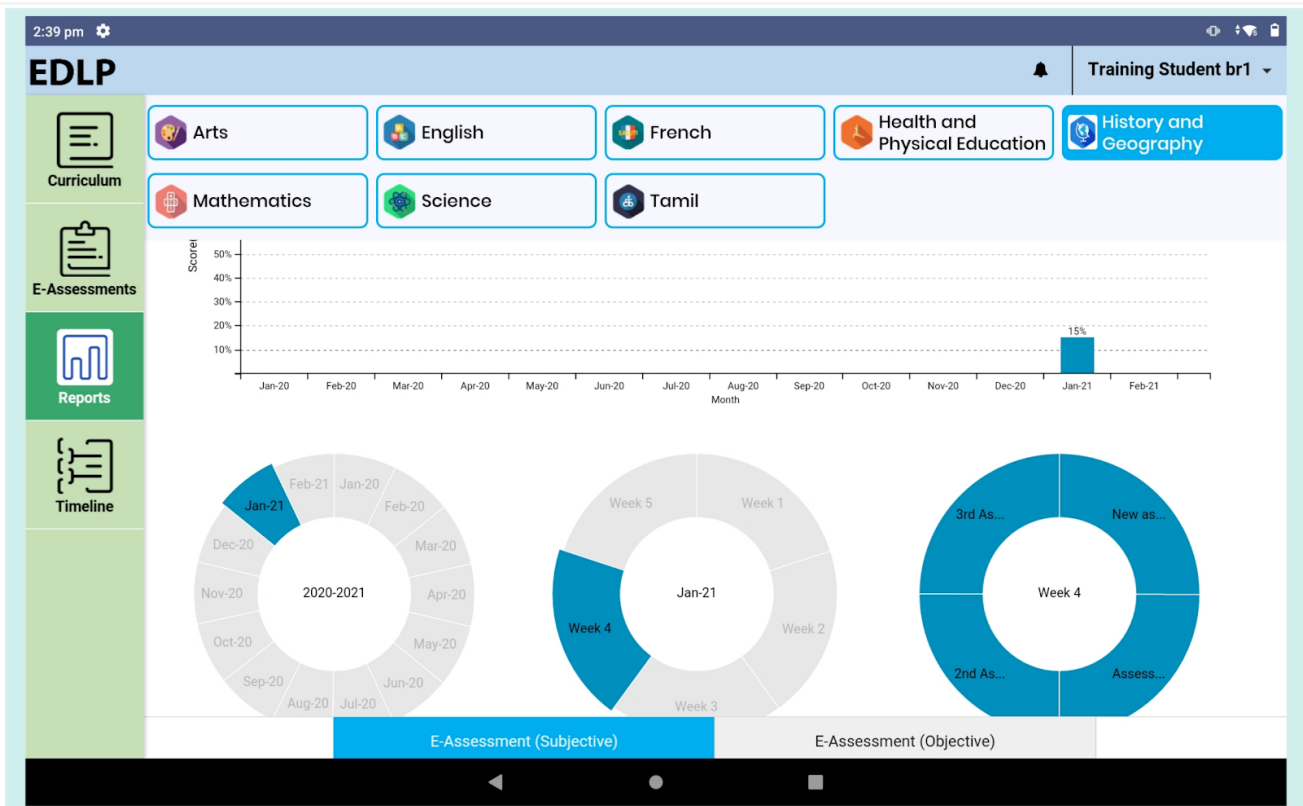 2:39 pm
EDLP
Training Student br1
Curriculum
E-Assessments
Reports
Timeline
Arts
English
French
Health and
Physical Education
History and
Geography
Mathematics
Science
Tamil
50%
40%
30%
20%
10%
15%
Jan-20 Feb-20 Mar-20 Apr-20 May-20 Jun-20 Jul-20 Aug-20 Sep-20 Oct-20 Nov-20 Dec-20 Jan-21 Feb-21
Month
2020-2021
Jan-20
Feb-20
Mar-20
Apr-20
May-20
Jun-20
Jul-20
Aug-20
Sep-20
Oct-20
Nov-20
Dec-20
Jan-21
Feb-21
Jan-21
Week 1
Week 2
Week 3
Week 4
Week 5
Week 4
New as...
Assess...
2nd As...
3rd As...
E-Assessment (Subjective)
E-Assessment (Objective)